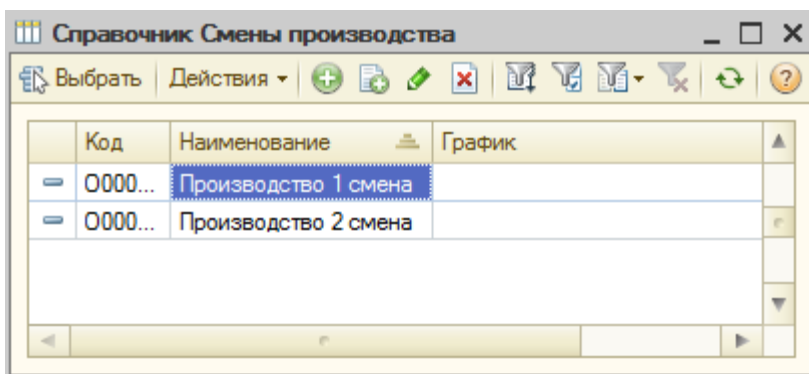 Справочник Смены производства
Выбрать Действия
Код Наименование График
О000... Производство 1 смена
О000... Производство 2 смена